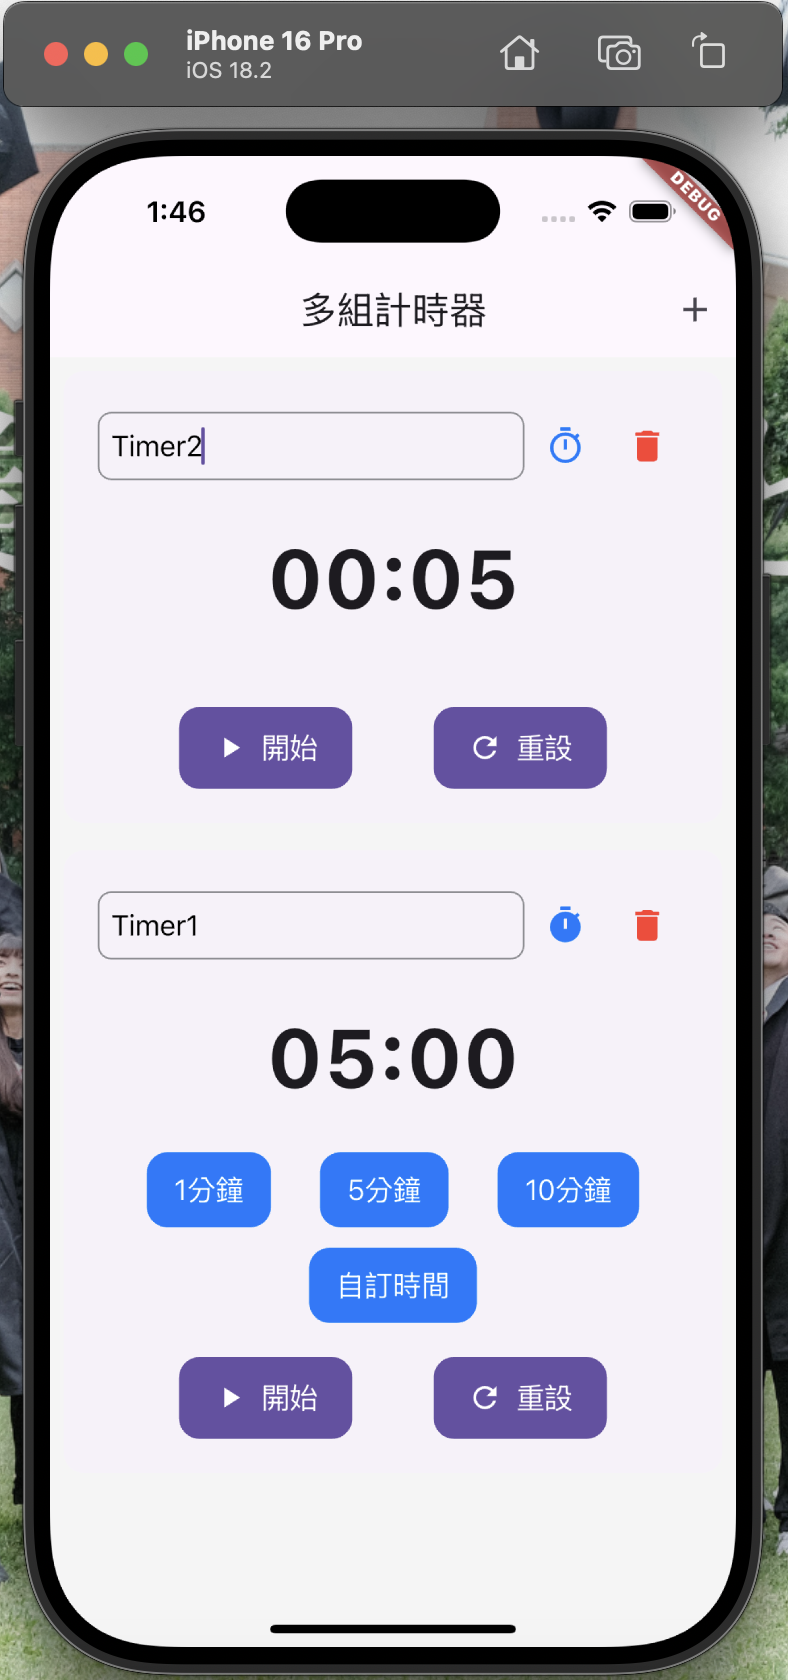 iPhone 16 Pro
iOS 18.2
1:46
DEBUG
多組計時器
Timer2
00:05
開始 重設
Timer1
05:00
1分鐘 5分鐘 10分鐘
自訂時間
開始 重設